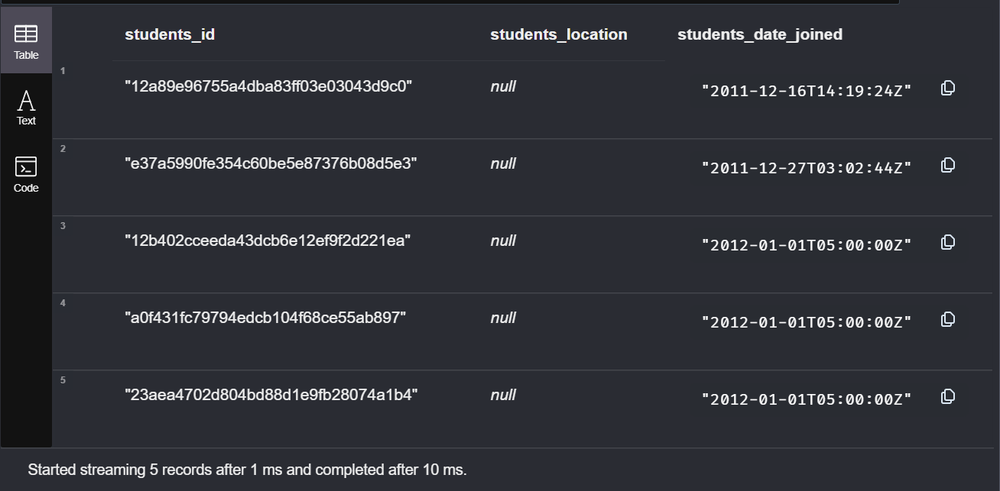 students_id students_location students_date_joined
Table
1
"12a89e96755a4dba83ff03e03043d9c0" null "2011-12-16T14:19:24Z"
Text
2
"e37a5990fe354c60be5e87376b08d5e3" null "2011-12-27T03:02:44Z"
Code
3
"12b402cceeda43dcb6e12ef9f2d221ea" null "2012-01-01T05:00:00Z"
4
"a0f431fc79794edcb104f68ce55ab897" null "2012-01-01T05:00:00Z"
5
"23aea4702d804bd88d1e9fb28074a1b4" null "2012-01-01T05:00:00Z"
Started streaming 5 records after 1 ms and completed after 10 ms.